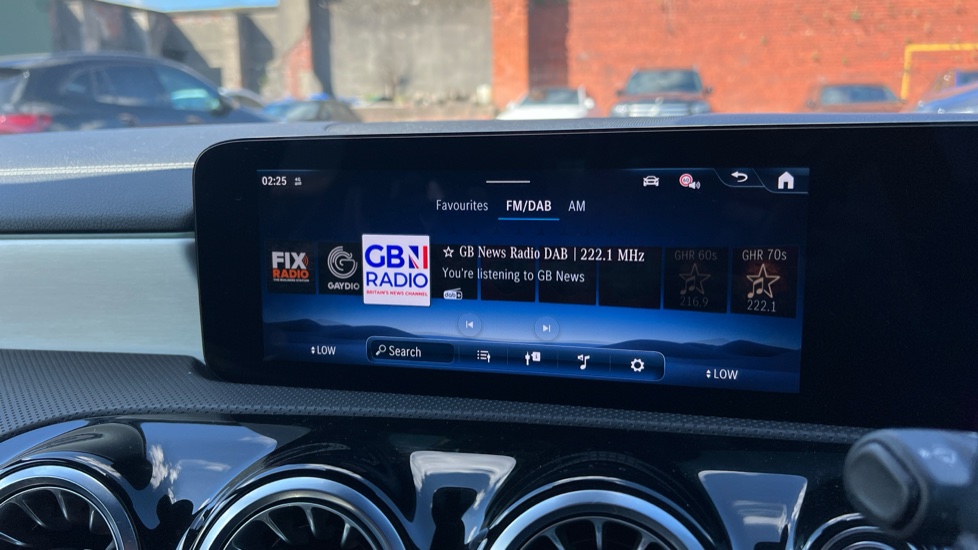 02:25 4G
Favourites FM/DAB AM
FIX
RADIO
GAYDIO
GBN
RADIO
BRITAIN'S NEWS CHANNEL
☆ GB News Radio DAB | 222.1 MHz
You're listening to GB News
dab
GHR 60s
216.9
GHR 70s
222.1
LOW
Search
LOW